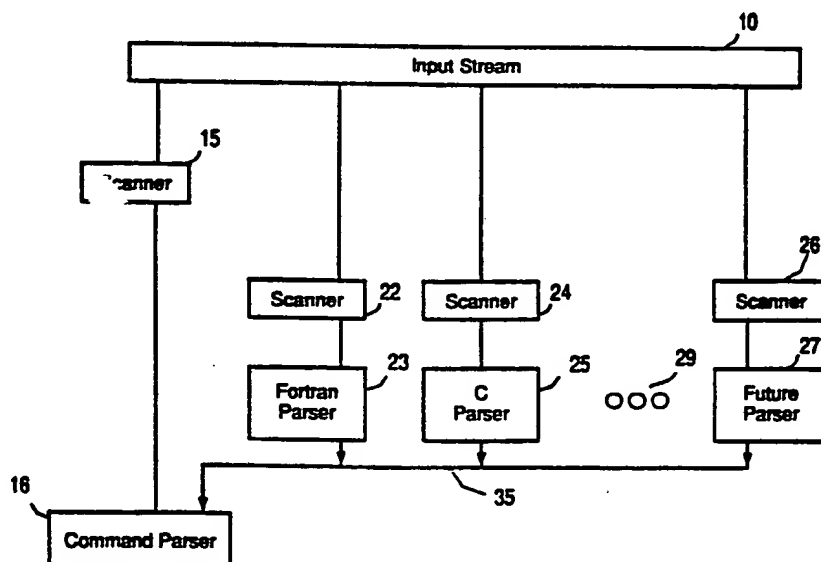 10
Input Stream
15
Scanner
26
Scanner
22
Scanner
24
Scanner
23
Fortran
Parser
25
C
Parser
29
27
Future
Parser
35
16
Command Parser